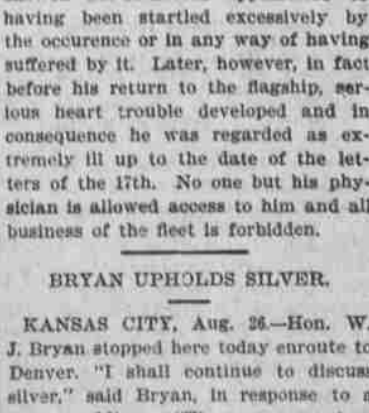 having been startled excessively by
the occurence or in any way of having
suffered by it. Later, however, in fact
before his return to the flagship, ser-
ious heart trouble developed and in
consequence he was regarded as ex-
tremely ill up to the date of the let-
ters of the 17th. No one but his phy-
sician is allowed access to him and all
business of the fleet is forbidden.
BRYAN UPHOLDS SILVER.
KANSAS CITY, Aug. 26.—Hon. W.
J. Bryan stopped here today enroute to
Denver. "I shall continue to discuss
silver," said Bryan, in response to a